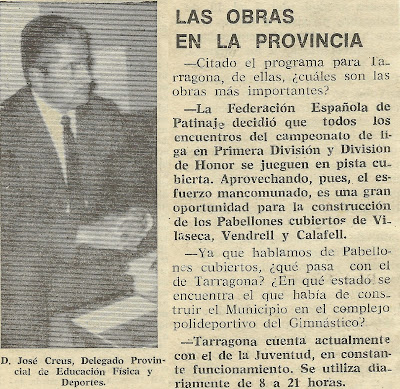 LAS OBRAS
EN LA PROVINCIA
—Citado el programa para Ta-
rragona, de ellas, ¿cuáles son las
obras más importantes?
—La Federación Española de
Patinaje decidió que todos los
encuentros del campeonato de li-
ga en Primera División y Division
de Honor se jueguen en pista cu-
bierta. Aprovechando, pues, el es-
fuerzo mancomunado, es una gran
oportunidad para la construcción
de los Pabellones cubiertos de Vi-
laseca, Vendrell y Calafell.
—Ya que hablamos de Pabello-
nes cubiertos, ¿qué pasa con el
de Tarragona? ¿En qué estado se
encuentra el que había de cons-
truir el Municipio en el complejo
polideportivo del Gimnástico?
—Tarragona cuenta actualmente
con el de la Juventud, en constan-
te funcionamiento. Se utiliza dia-
riamente de 8 a 21 horas.
D. José Creus, Delegado Provin-
cial de Educación Física y
Deportes.